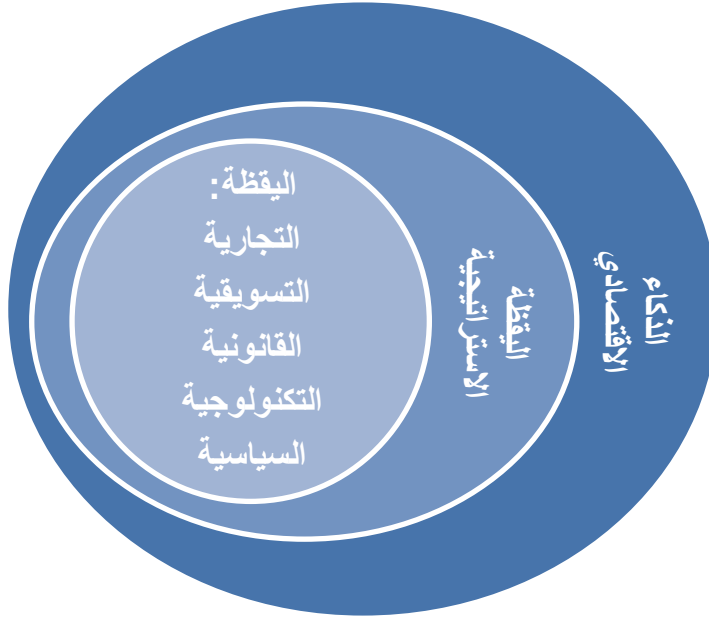 اليقظة:
التجارية
التسويقية
القانونية
التكنولوجية
السياسية
اليقظة
الاستراتيجية
الذكاء
الاقتصادي